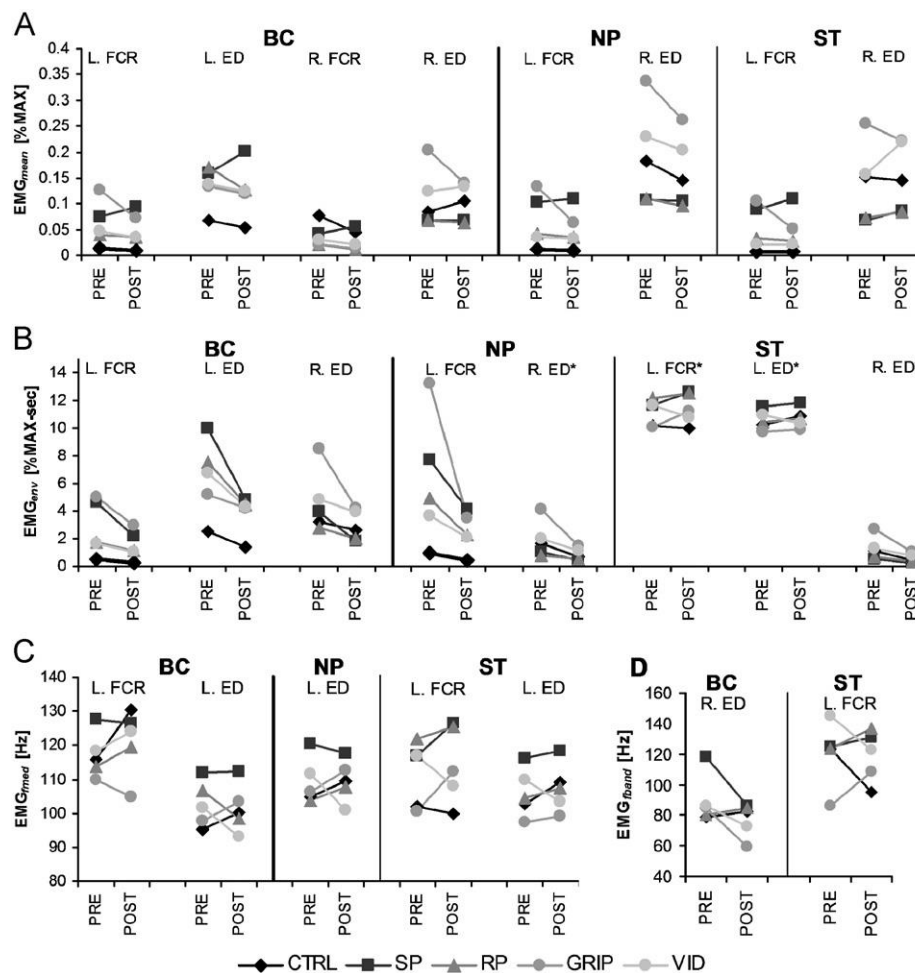 A
BC NP ST
L. FCR L. ED R. FCR R. ED L. FCR R. ED L. FCR R. ED
EMGmean [%MAX]
0.4
0.35
0.3
0.25
0.2
0.15
0.1
0.05
0
PRE POST PRE POST PRE POST PRE POST PRE POST PRE POST PRE POST PRE POST
B
BC NP ST
L. FCR L. ED R. ED L. FCR R. ED* L. FCR* L. ED* R. ED
EMGenv [%MAX-sec]
14
12
10
8
6
4
2
0
PRE POST PRE POST PRE POST PRE POST PRE POST PRE POST PRE POST PRE POST
C
BC NP ST
L. FCR L. ED L. ED L. FCR L. ED
EMGfmed [Hz]
140
130
120
110
100
90
80
PRE POST PRE POST PRE POST PRE POST PRE POST
D
BC ST
R. ED L. FCR
EMGfband [Hz]
160
140
120
100
80
60
40
PRE POST PRE POST
CTRL SP RP GRIP VID